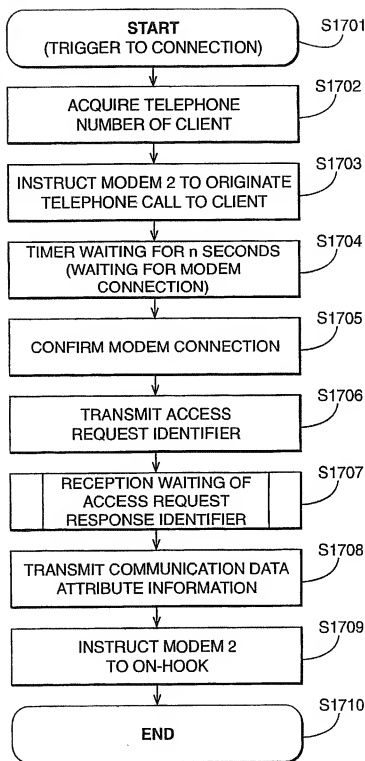 START
(TRIGGER TO CONNECTION)
S1701
S1702
ACQUIRE TELEPHONE
NUMBER OF CLIENT
S1703
INSTRUCT MODEM 2 TO ORIGINATE
TELEPHONE CALL TO CLIENT
S1704
TIMER WAITING FOR n SECONDS
(WAITING FOR MODEM
CONNECTION)
S1705
CONFIRM MODEM CONNECTION
S1706
TRANSMIT ACCESS
REQUEST IDENTIFIER
S1707
RECEPTION WAITING OF
ACCESS REQUEST
RESPONSE IDENTIFIER
S1708
TRANSMIT COMMUNICATION DATA
ATTRIBUTE INFORMATION
S1709
INSTRUCT MODEM 2
TO ON-HOOK
S1710
END